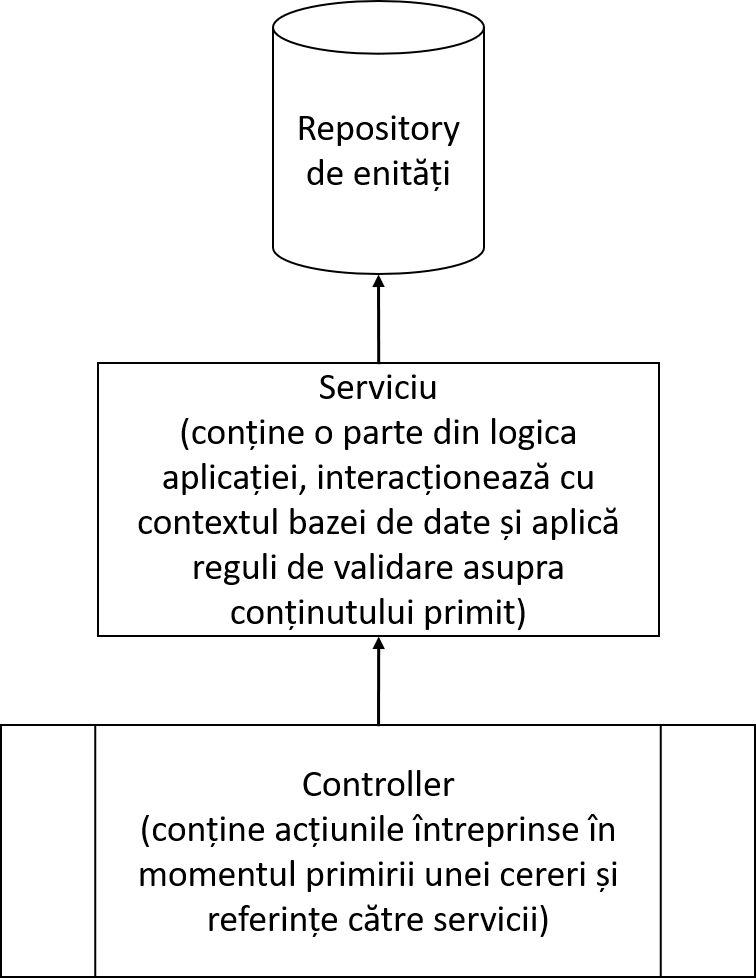 Repository
de enități
Serviciu
(conține o parte din logica
aplicației, interacționează cu
contextul bazei de date și aplică
reguli de validare asupra
conținutului primit)
Controller
(conține acțiunile întreprinse în
momentul primirii unei cereri și
referințe către servicii)